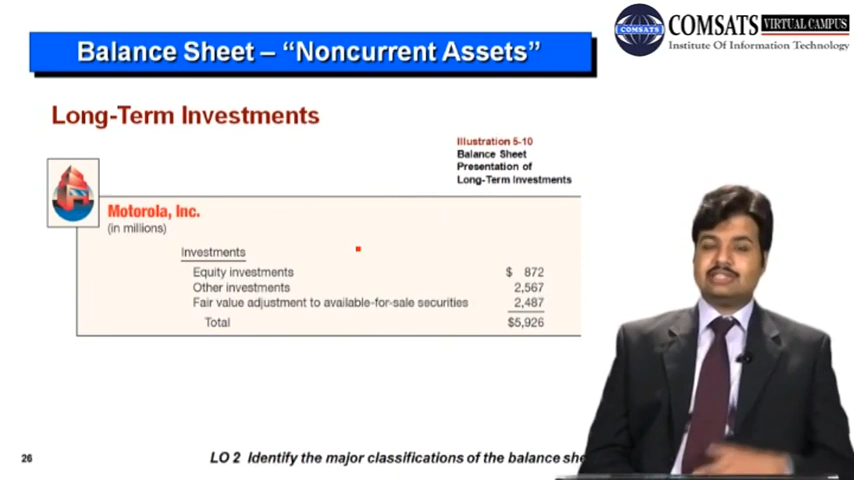 COMSATS VIRTUAL CAMPUS
Institute Of Information Technology
COMSATS
Balance Sheet – “Noncurrent Assets”
Long-Term Investments
Illustration 5-10
Balance Sheet
Presentation of
Long-Term Investments
Motorola, Inc.
(in millions)
Investments
Equity investments $ 872
Other investments 2,567
Fair value adjustment to available-for-sale securities 2,487
Total $5,926
26 LO 2 Identify the major classifications of the balance she